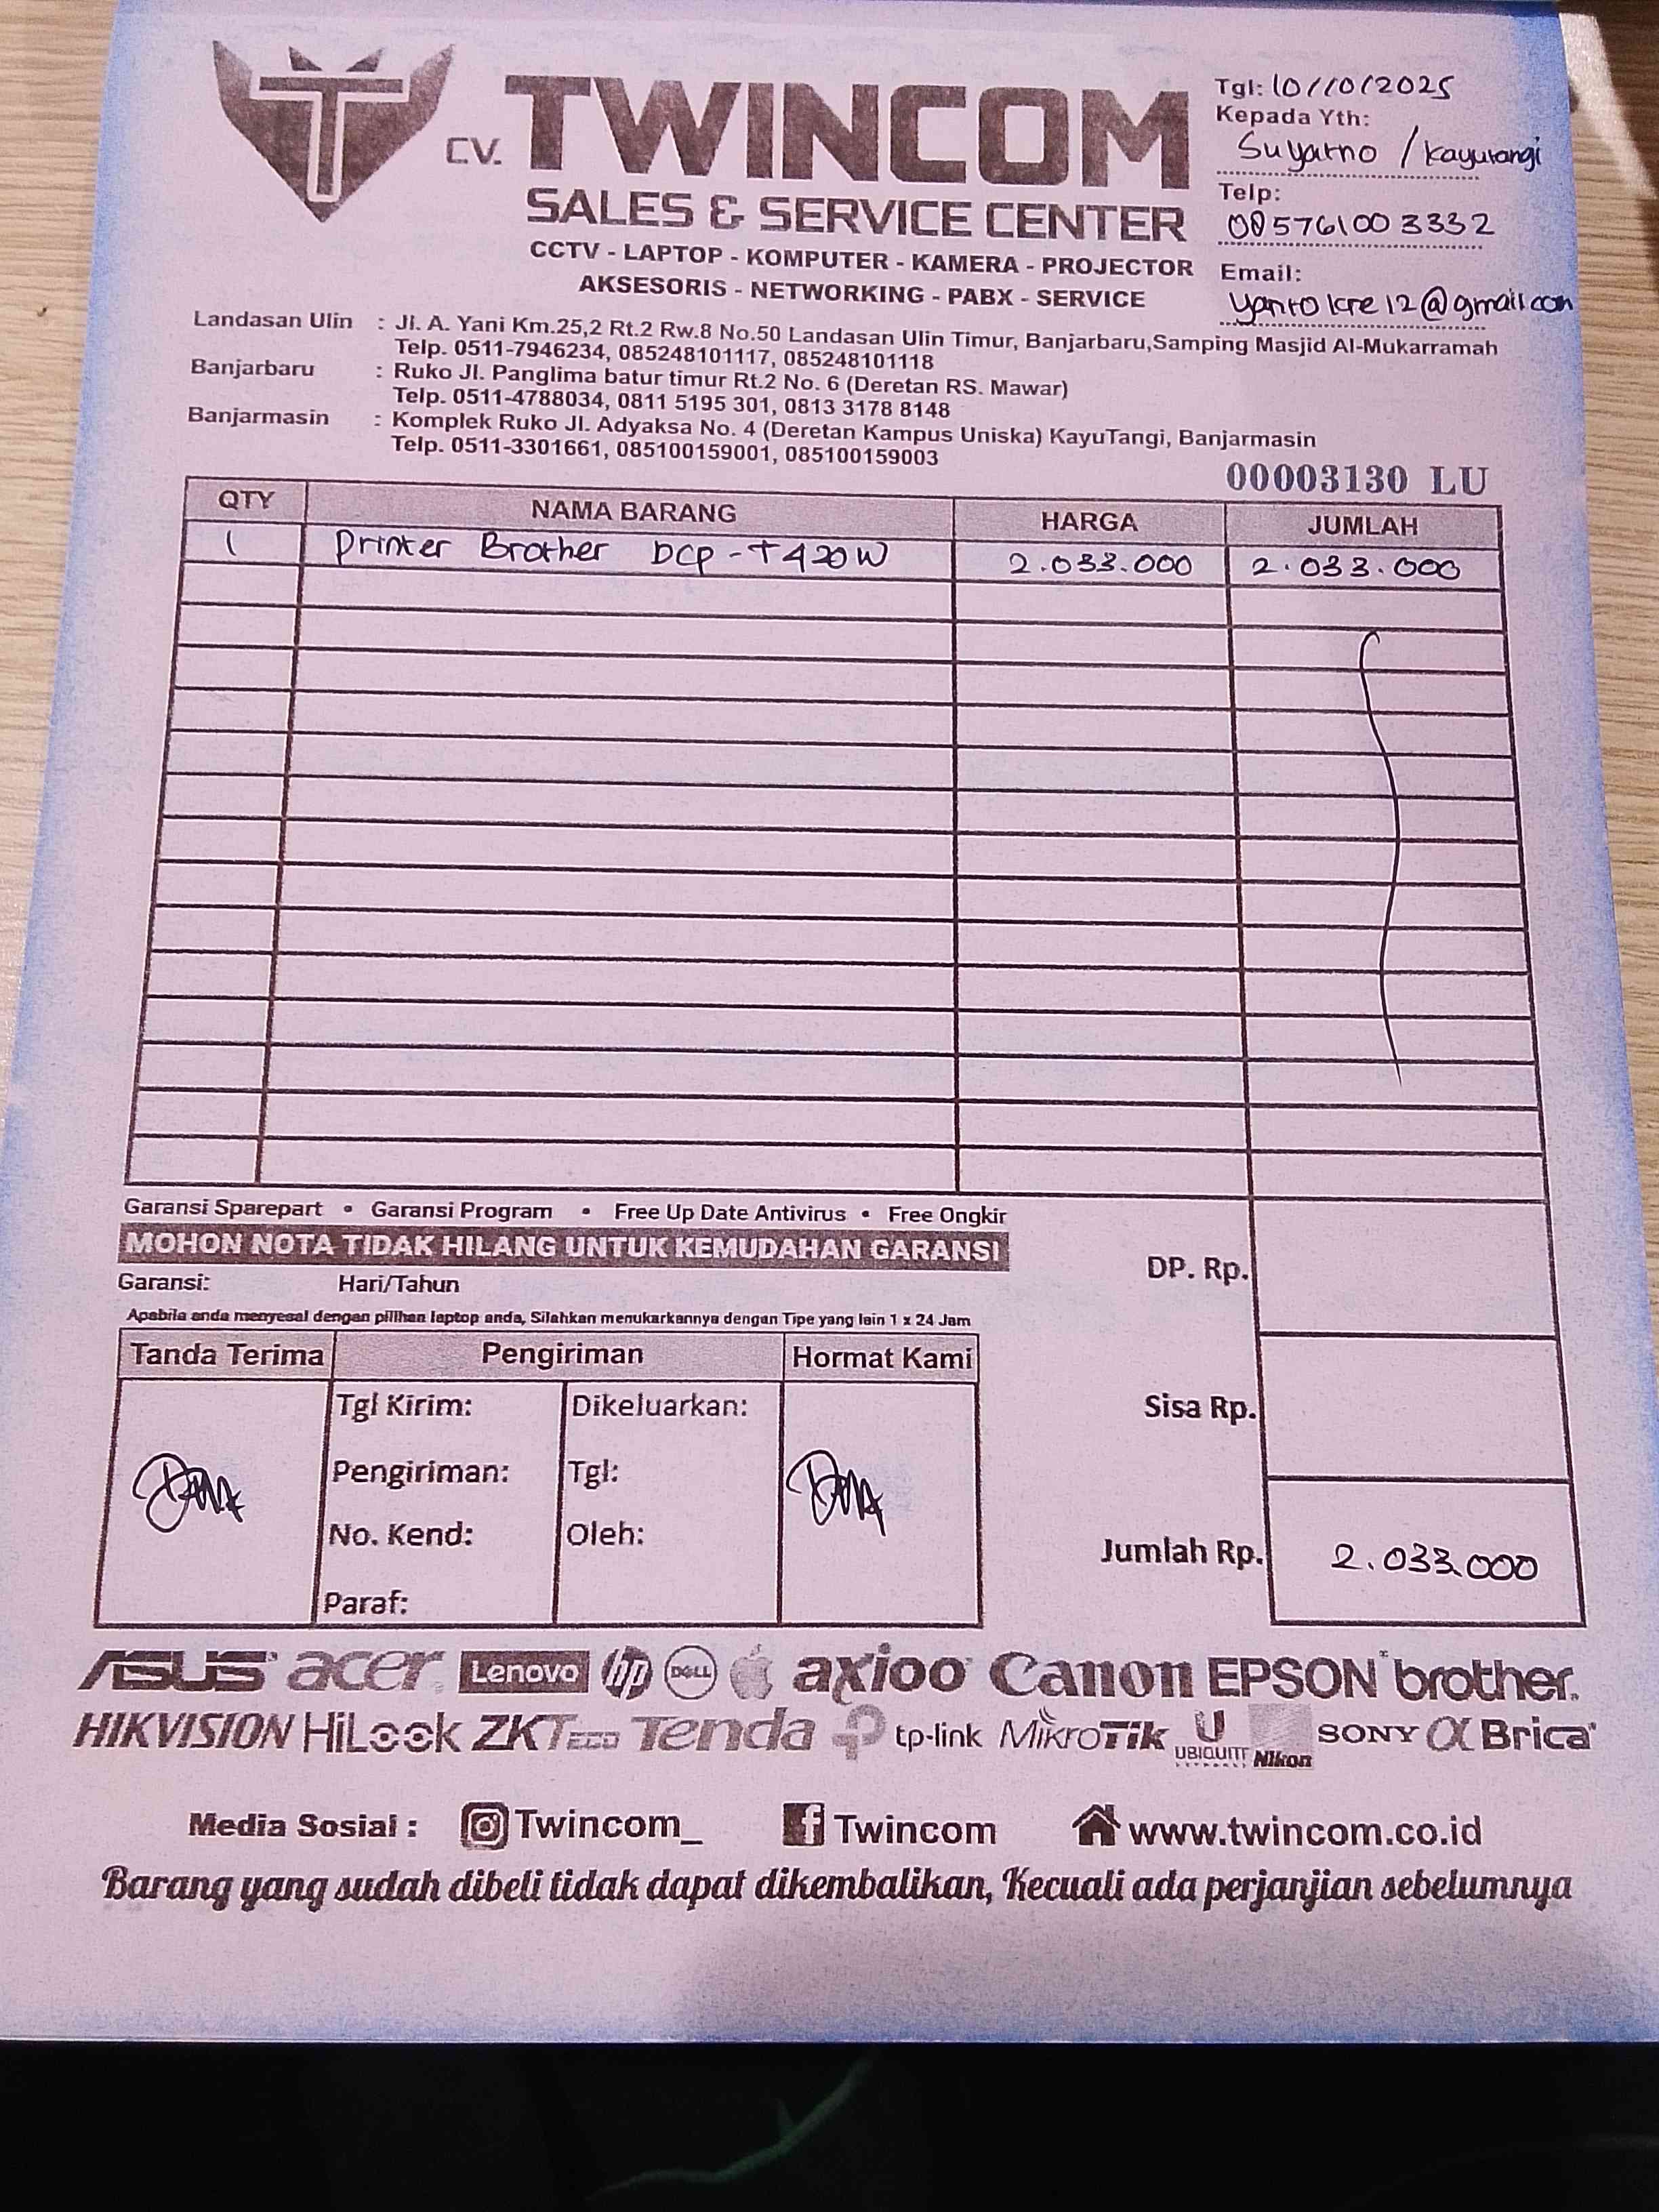 Tgl: 10/10/2025
Kepada Yth:
Suyatno / Kayutangi
T
CV. TWINCOM
SALES & SERVICE CENTER
CCTV - LAPTOP - KOMPUTER - KAMERA - PROJECTOR
AKSESORIS - NETWORKING - PABX - SERVICE
Telp:
085761003332
Email:
Landasan Ulin : Jl. A. Yani Km.25,2 Rt.2 Rw.8 No.50 Landasan Ulin Timur, Banjarbaru,Samping Masjid Al-Mukarramah
Telp. 0511-7946234, 085248101117, 085248101118
Banjarbaru : Ruko Jl. Panglima batur timur Rt.2 No. 6 (Deretan RS. Mawar)
Telp. 0511-4788034, 0811 5195 301, 0813 3178 8148
Banjarmasin : Komplek Ruko Jl. Adyaksa No. 4 (Deretan Kampus Uniska) KayuTangi, Banjarmasin
Telp. 0511-3301661, 085100159001, 085100159003
00003130 LU
QTY NAMA BARANG HARGA JUMLAH
1 Printer Brother DCP-T420W 2.033.000 2.033.000
Garansi Sparepart • Garansi Program • Free Up Date Antivirus • Free Ongkir
MOHON NOTA TIDAK HILANG UNTUK KEMUDAHAN GARANSI
Garansi: Hari/Tahun
Apabila anda menyesal dengan pilihan laptop anda, Silahkan menukarkannya dengan Tipe yang lain 1 x 24 Jam
DP. Rp.
Tanda Terima Pengiriman Hormat Kami
Tgl Kirim: Dikeluarkan:
Sisa Rp.
Pengiriman: Tgl:
No. Kend: Oleh:
Jumlah Rp. 2.033.000
Paraf:
ASUS acer Lenovo hp DELL axioo Canon EPSON brother
HIKVISION HiLook ZKTeco Tenda tp-link MikroTik U UBIQUITI Nikon SONY α Brica
Media Sosial : Twincom_ f Twincom www.twincom.co.id
Barang yang sudah dibeli tidak dapat dikembalikan, Kecuali ada perjanjian sebelumnya